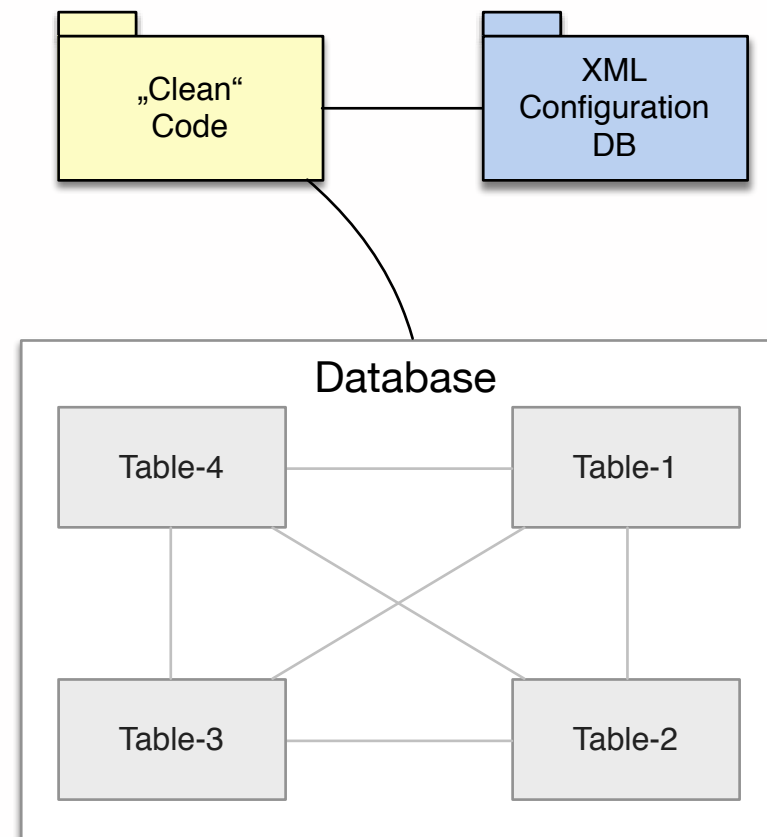 „Clean“
Code
XML
Configuration
DB
Database
Table-4
Table-1
Table-3
Table-2